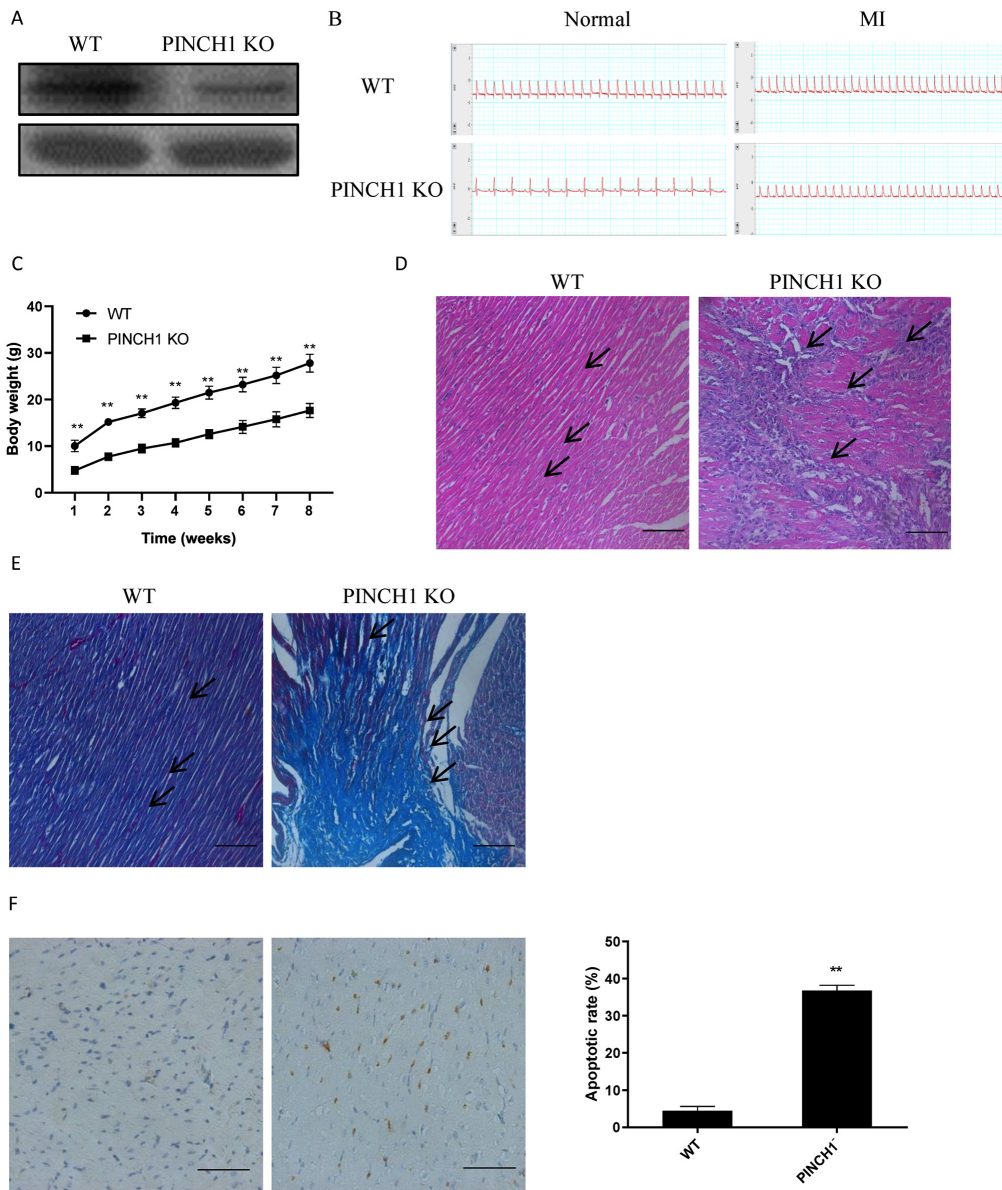 A
WT PINCH1 KO
B
Normal MI
WT
PINCH1 KO
C
Body weight (g)
40
30
20
10
0
WT
PINCH1 KO
** ** ** ** ** ** ** **
1 2 3 4 5 6 7 8
Time (weeks)
D
WT PINCH1 KO
E
WT PINCH1 KO
F
Apoptotic rate (%)
50
40
30
20
10
0
**
WT
PINCH1⁻